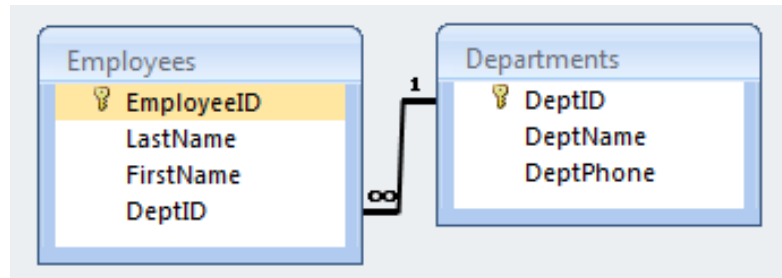 Employees
EmployeeID
LastName
FirstName
DeptID
1
∞
Departments
DeptID
DeptName
DeptPhone